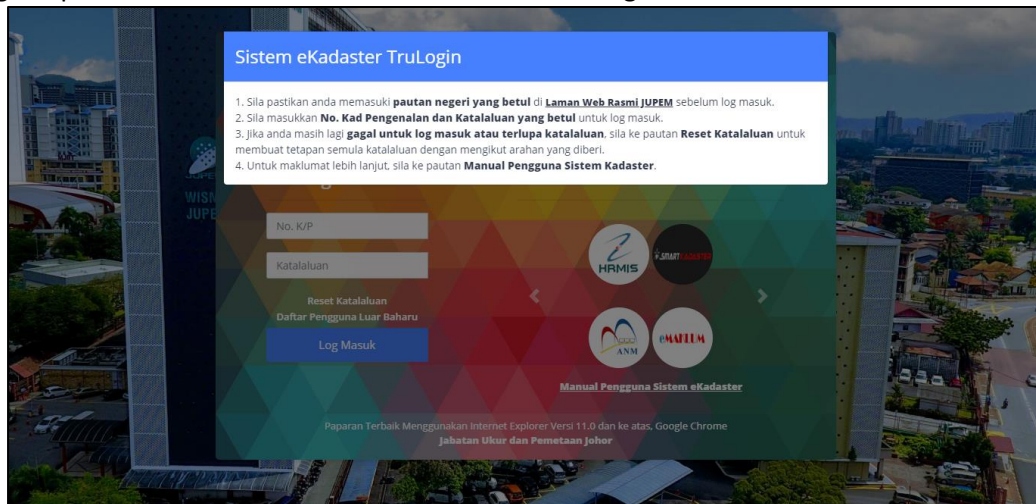 Sistem eKadaster TruLogin
1. Sila pastikan anda memasuki pautan negeri yang betul di Laman Web Rasmi JUPEM sebelum log masuk.
2. Sila masukkan No. Kad Pengenalan dan Katalaluan yang betul untuk log masuk.
3. Jika anda masih lagi gagal untuk log masuk atau terlupa katalaluan, sila ke pautan Reset Katalaluan untuk
membuat tetapan semula katalaluan dengan mengikut arahan yang diberi.
4. Untuk maklumat lebih lanjut, sila ke pautan Manual Pengguna Sistem Kadaster.
WISMA
JUPEM
No. K/P
Katalaluan
Reset Katalaluan
Daftar Pengguna Luar Baharu
Log Masuk
HRMIS
SMARTKADASTER
ANM
eMAKLUM
Manual Pengguna Sistem eKadaster
Paparan Terbaik Menggunakan Internet Explorer Versi 11.0 dan ke atas, Google Chrome
Jabatan Ukur dan Pemetaan Johor